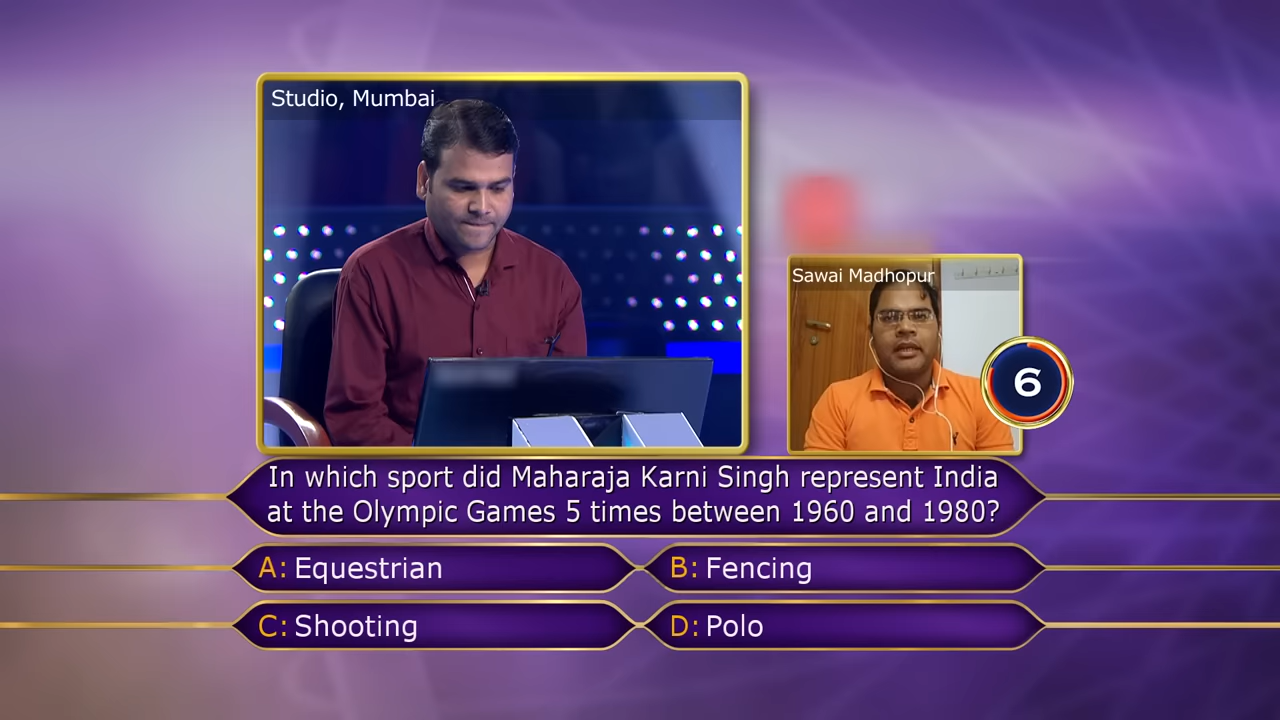 Studio, Mumbai
Sawai Madhopur
6
In which sport did Maharaja Karni Singh represent India
at the Olympic Games 5 times between 1960 and 1980?
A: Equestrian
B: Fencing
C: Shooting
D: Polo